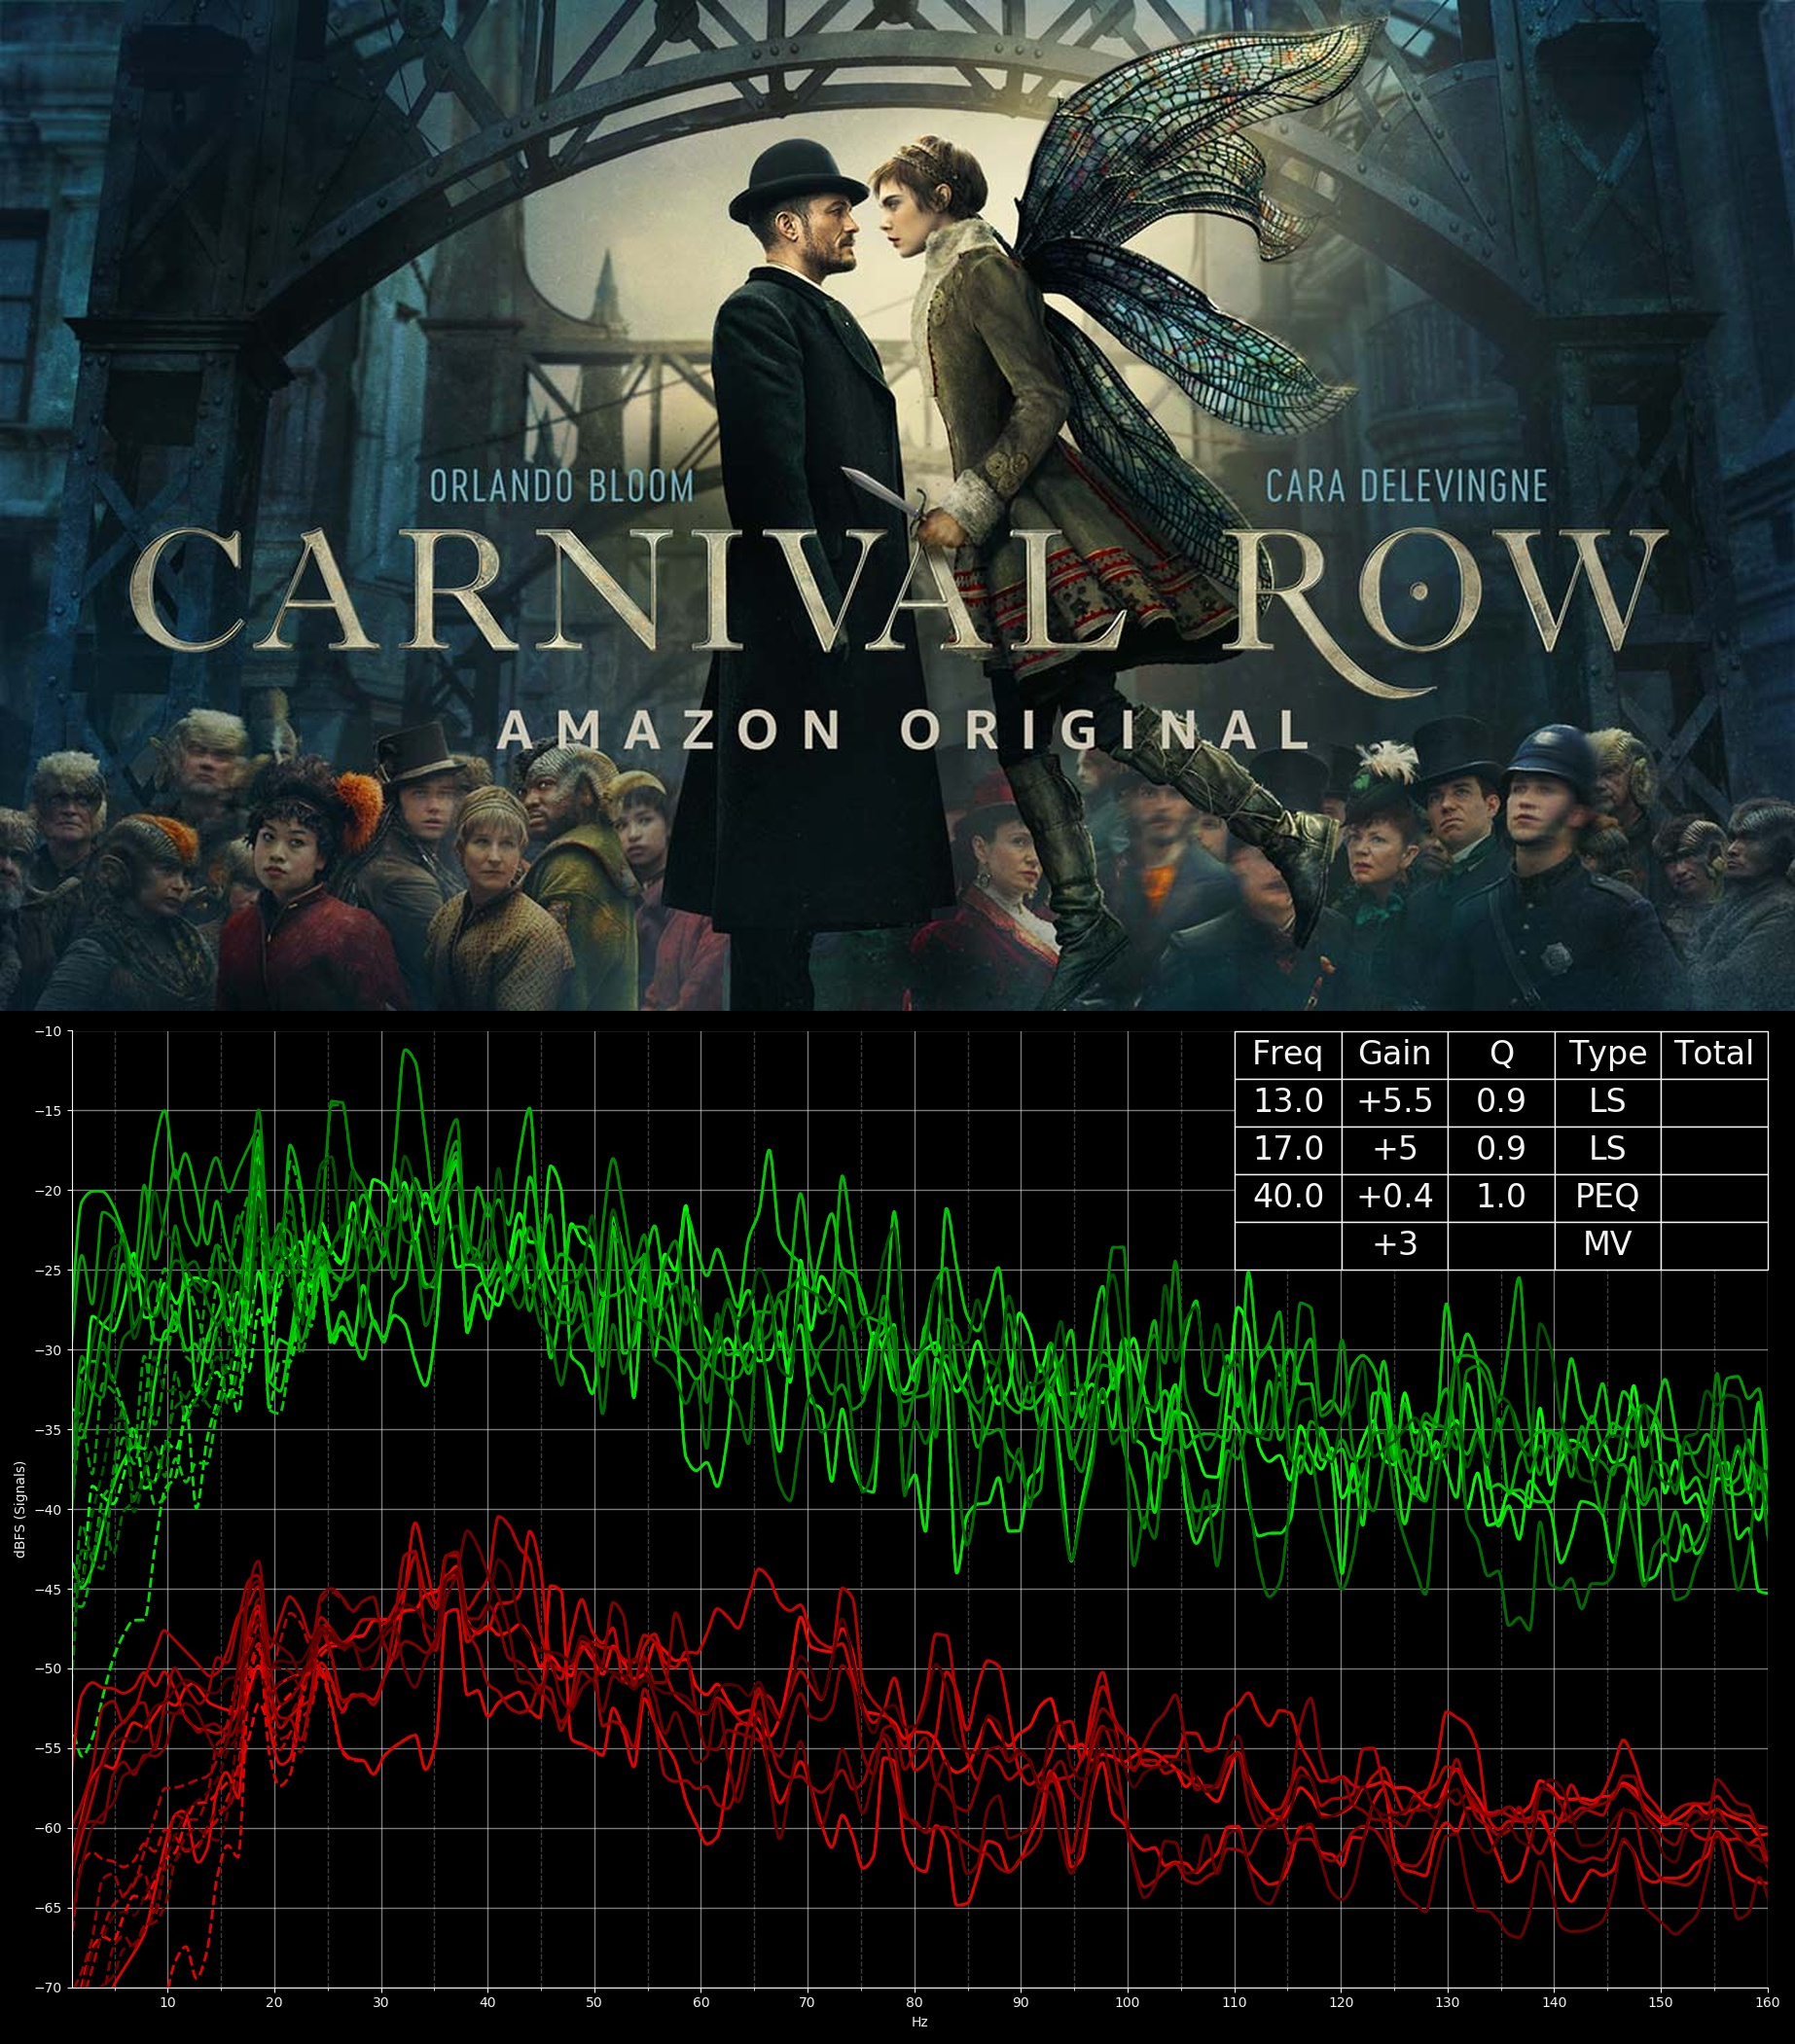 ORLANDO BLOOM CARA DELEVINGNE
CARNIVAL ROW
AMAZON ORIGINAL
Freq Gain Q Type Total
13.0 +5.5 0.9 LS
17.0 +5 0.9 LS
40.0 +0.4 1.0 PEQ
+3 MV
−10
−15
−20
−25
−30
−35
−40
−45
−50
−55
−60
−65
−70
dBFS (Signals)
10 20 30 40 50 60 70 80 90 100 110 120 130 140 150 160
Hz